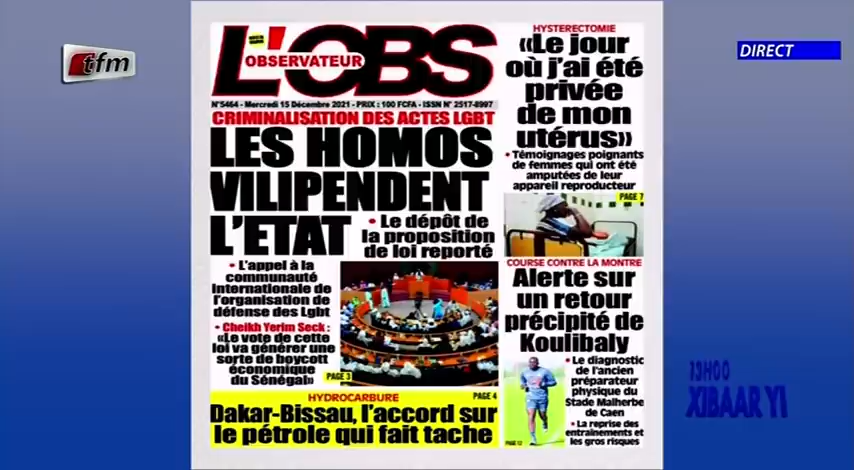 tfm
DIRECT
L'OBS
OBSERVATEUR
N°5464 - Mercredi 15 Décembre 2021 - PRIX : 100 FCFA - ISSN N° 2517-8997
CRIMINALISATION DES ACTES LGBT
LES HOMOS
VILIPENDENT
L'ETAT
• Le dépôt de
la proposition
de loi reporté
• L'appel à la
communauté
internationale de
l'organisation de
défense des Lgbt
• Cheikh Yerim Seck :
«Le vote de cette
loi va générer une
sorte de boycott
économique
du Sénégal»
PAGE 3
HYDROCARBURE
PAGE 4
Dakar-Bissau, l'accord sur
le pétrole qui fait tache
HYSTERECTOMIE
«Le jour
où j'ai été
privée
de mon
utérus»
• Témoignages poignants
de femmes qui ont été
amputées de leur
appareil reproducteur
PAGE 7
COURSE CONTRE LA MONTRE
Alerte sur
un retour
précipité de
Koulibaly
• Le diagnostic
de l'ancien
préparateur
physique du
Stade Malherbe
de Caen
• La reprise des
entraînements et
les gros risques
PAGE 12
13H00
XIBAAR YI